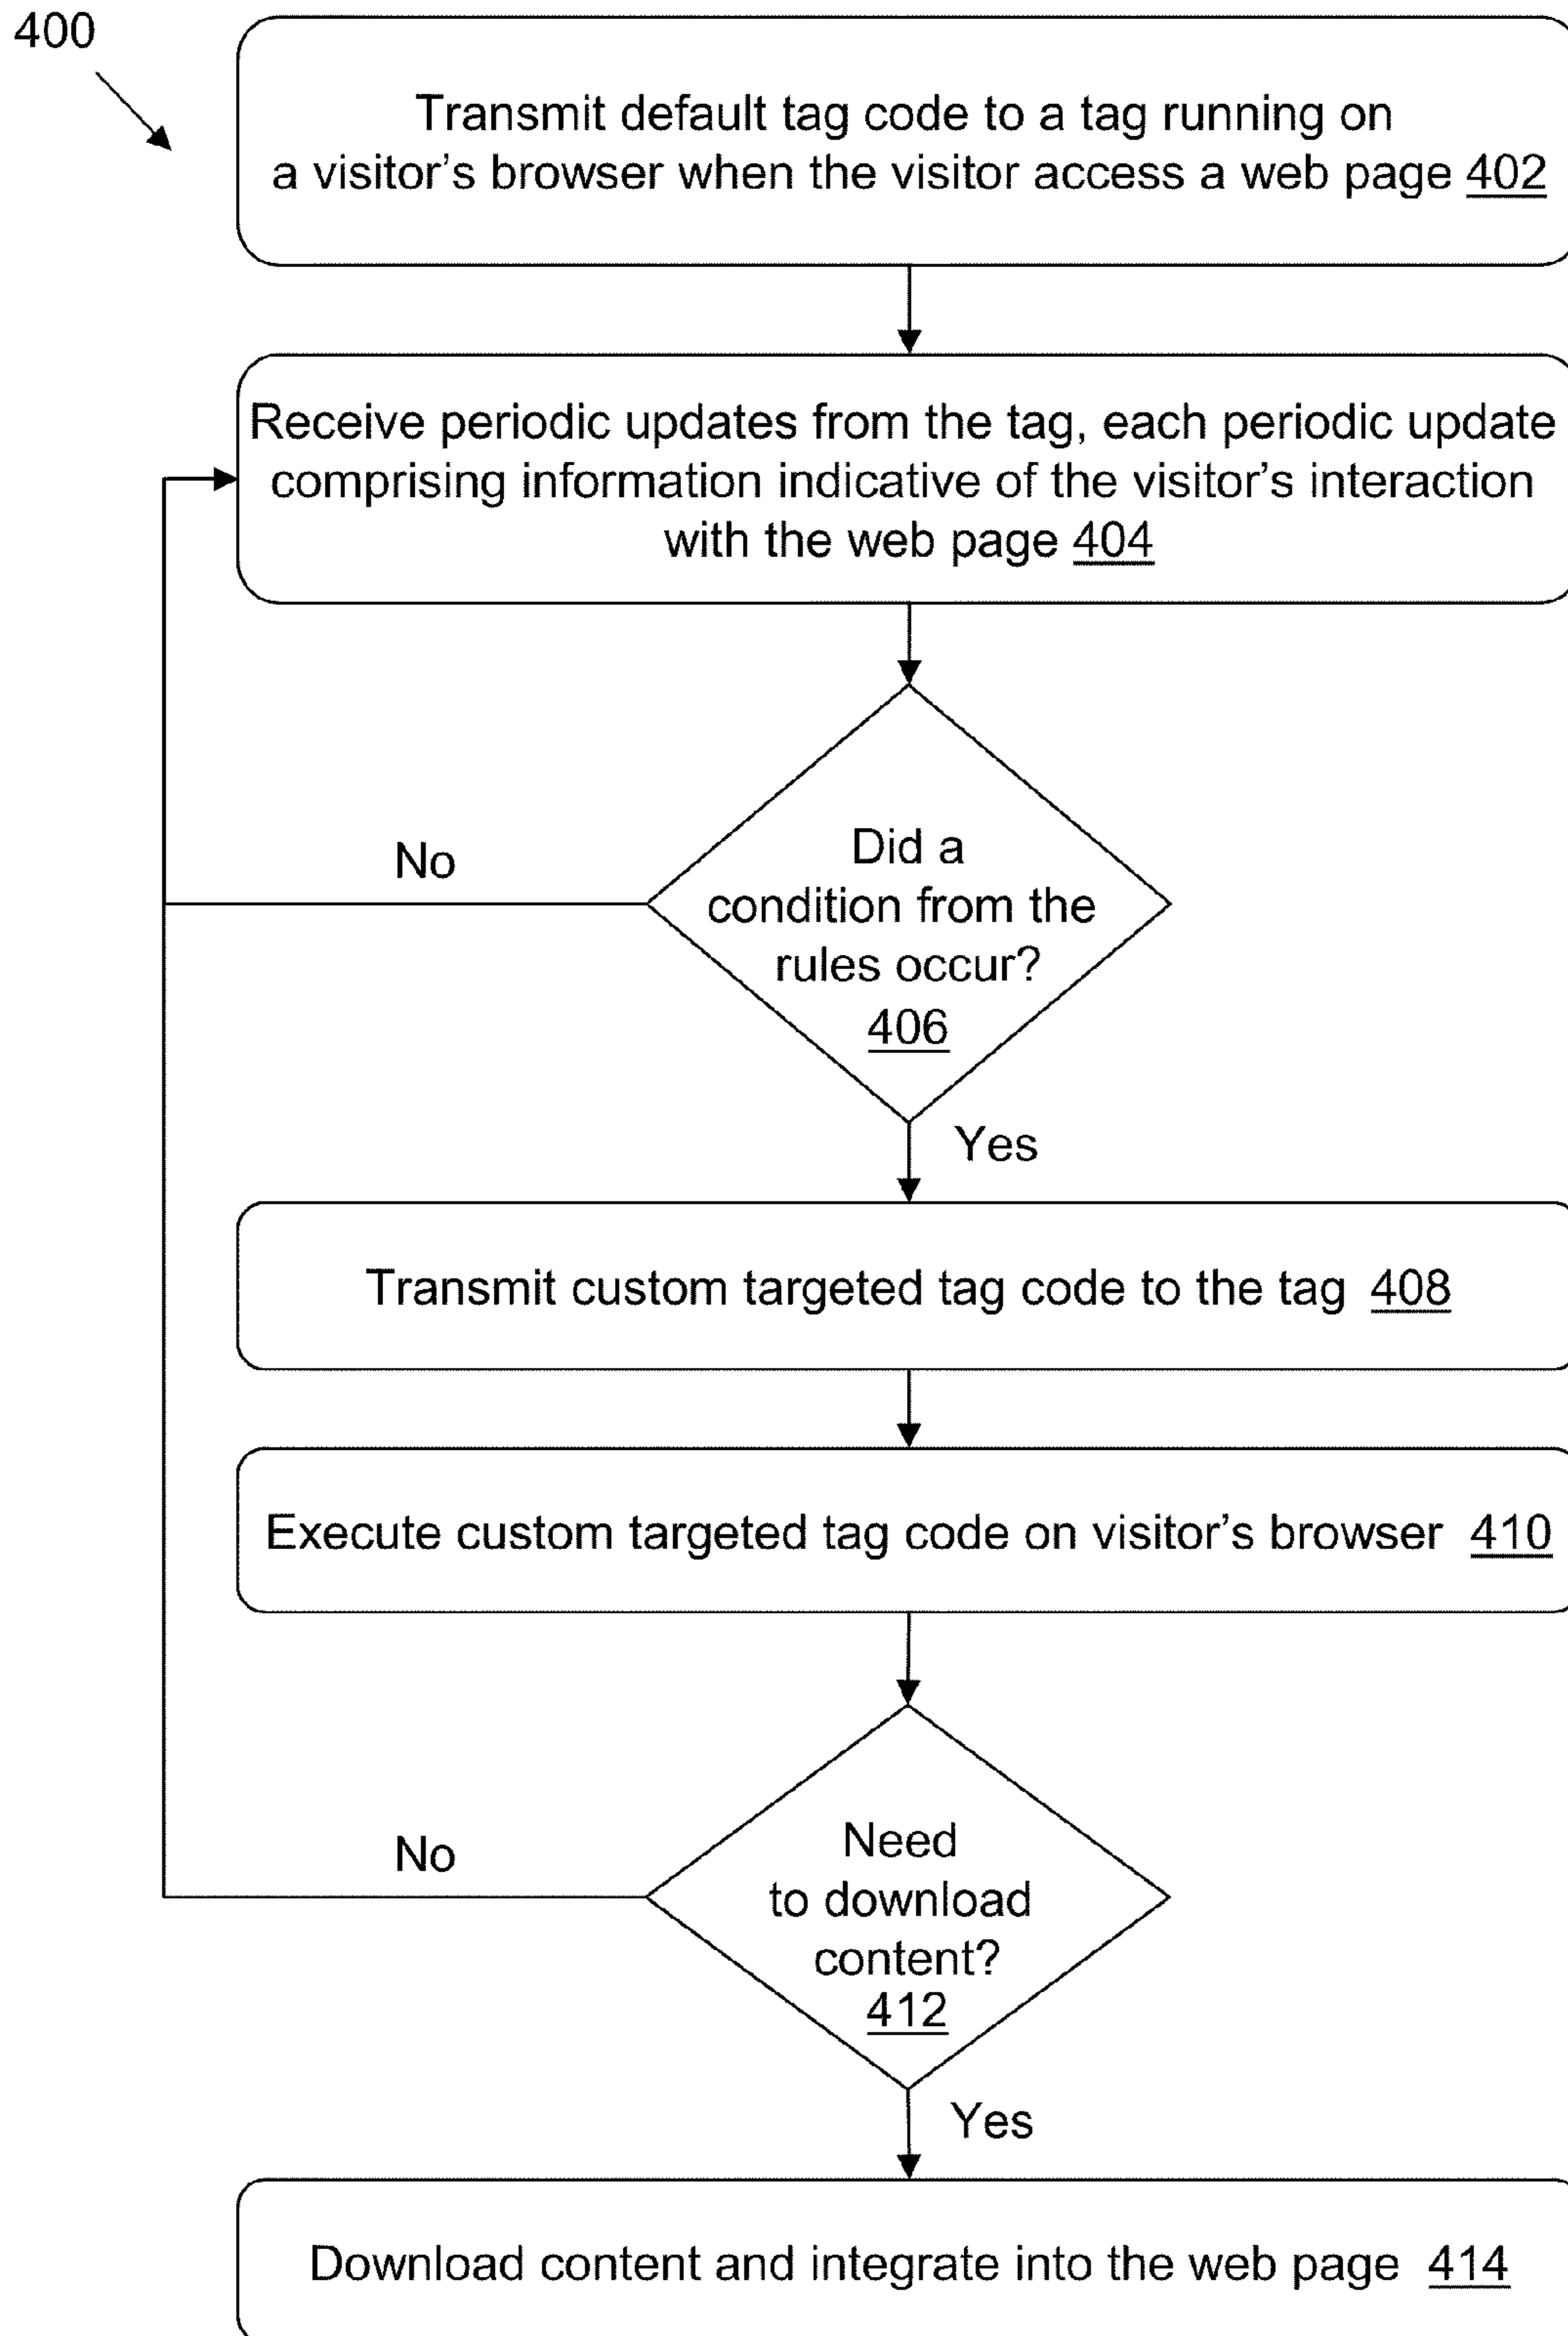 400
Transmit default tag code to a tag running on
a visitor's browser when the visitor access a web page 402
Receive periodic updates from the tag, each periodic update
comprising information indicative of the visitor's interaction
with the web page 404
No
Did a
condition from the
rules occur?
406
Yes
Transmit custom targeted tag code to the tag 408
Execute custom targeted tag code on visitor's browser 410
No
Need
to download
content?
412
Yes
Download content and integrate into the web page 414